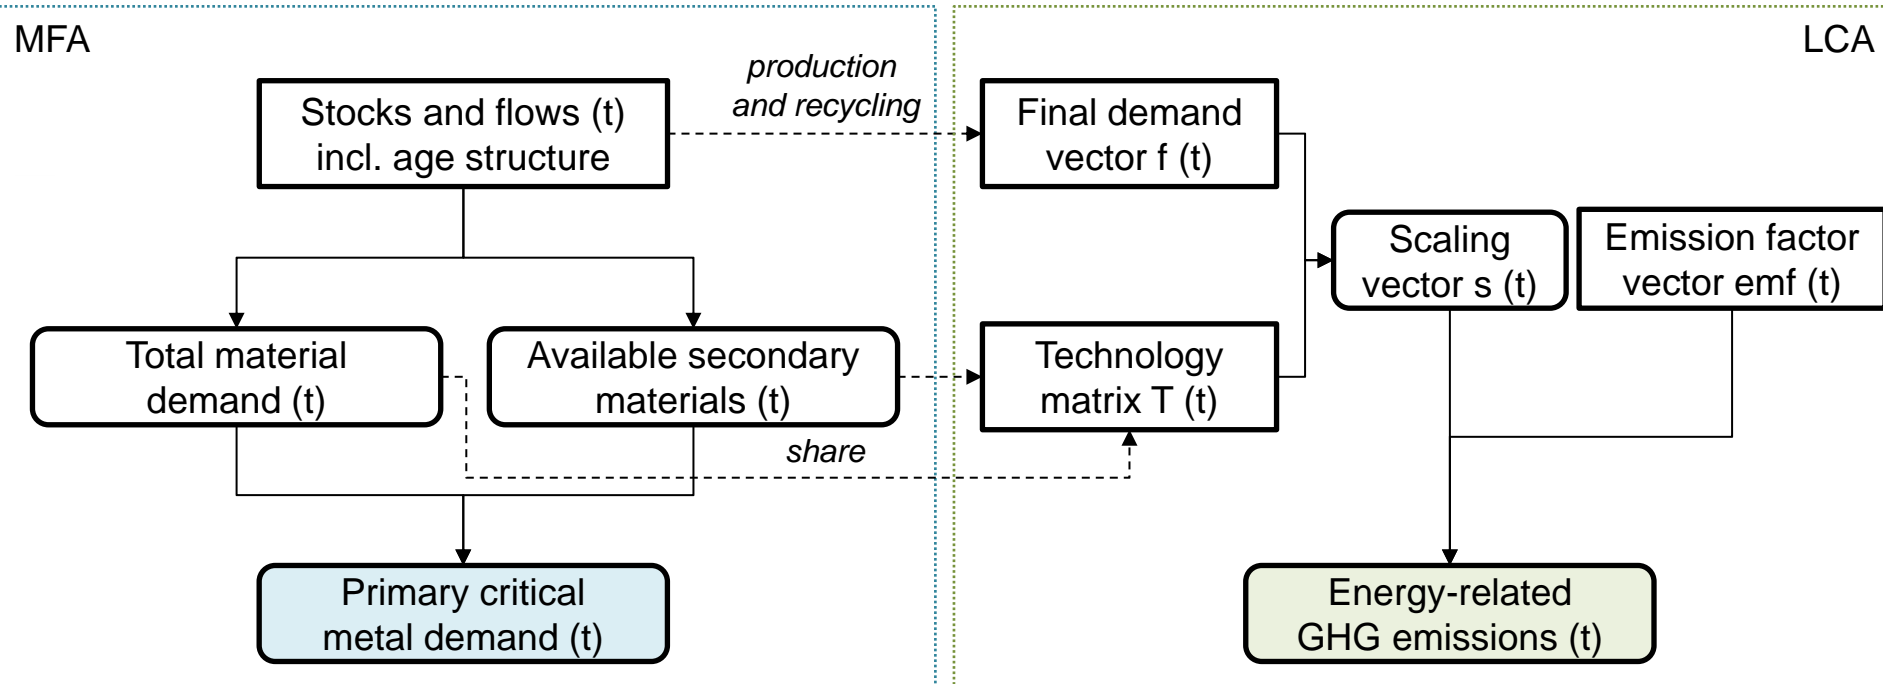 MFA
LCA
production
and recycling
Stocks and flows (t)
incl. age structure
Final demand
vector f (t)
Scaling
vector s (t)
Emission factor
vector emf (t)
Total material
demand (t)
Available secondary
materials (t)
Technology
matrix T (t)
share
Primary critical
metal demand (t)
Energy-related
GHG emissions (t)